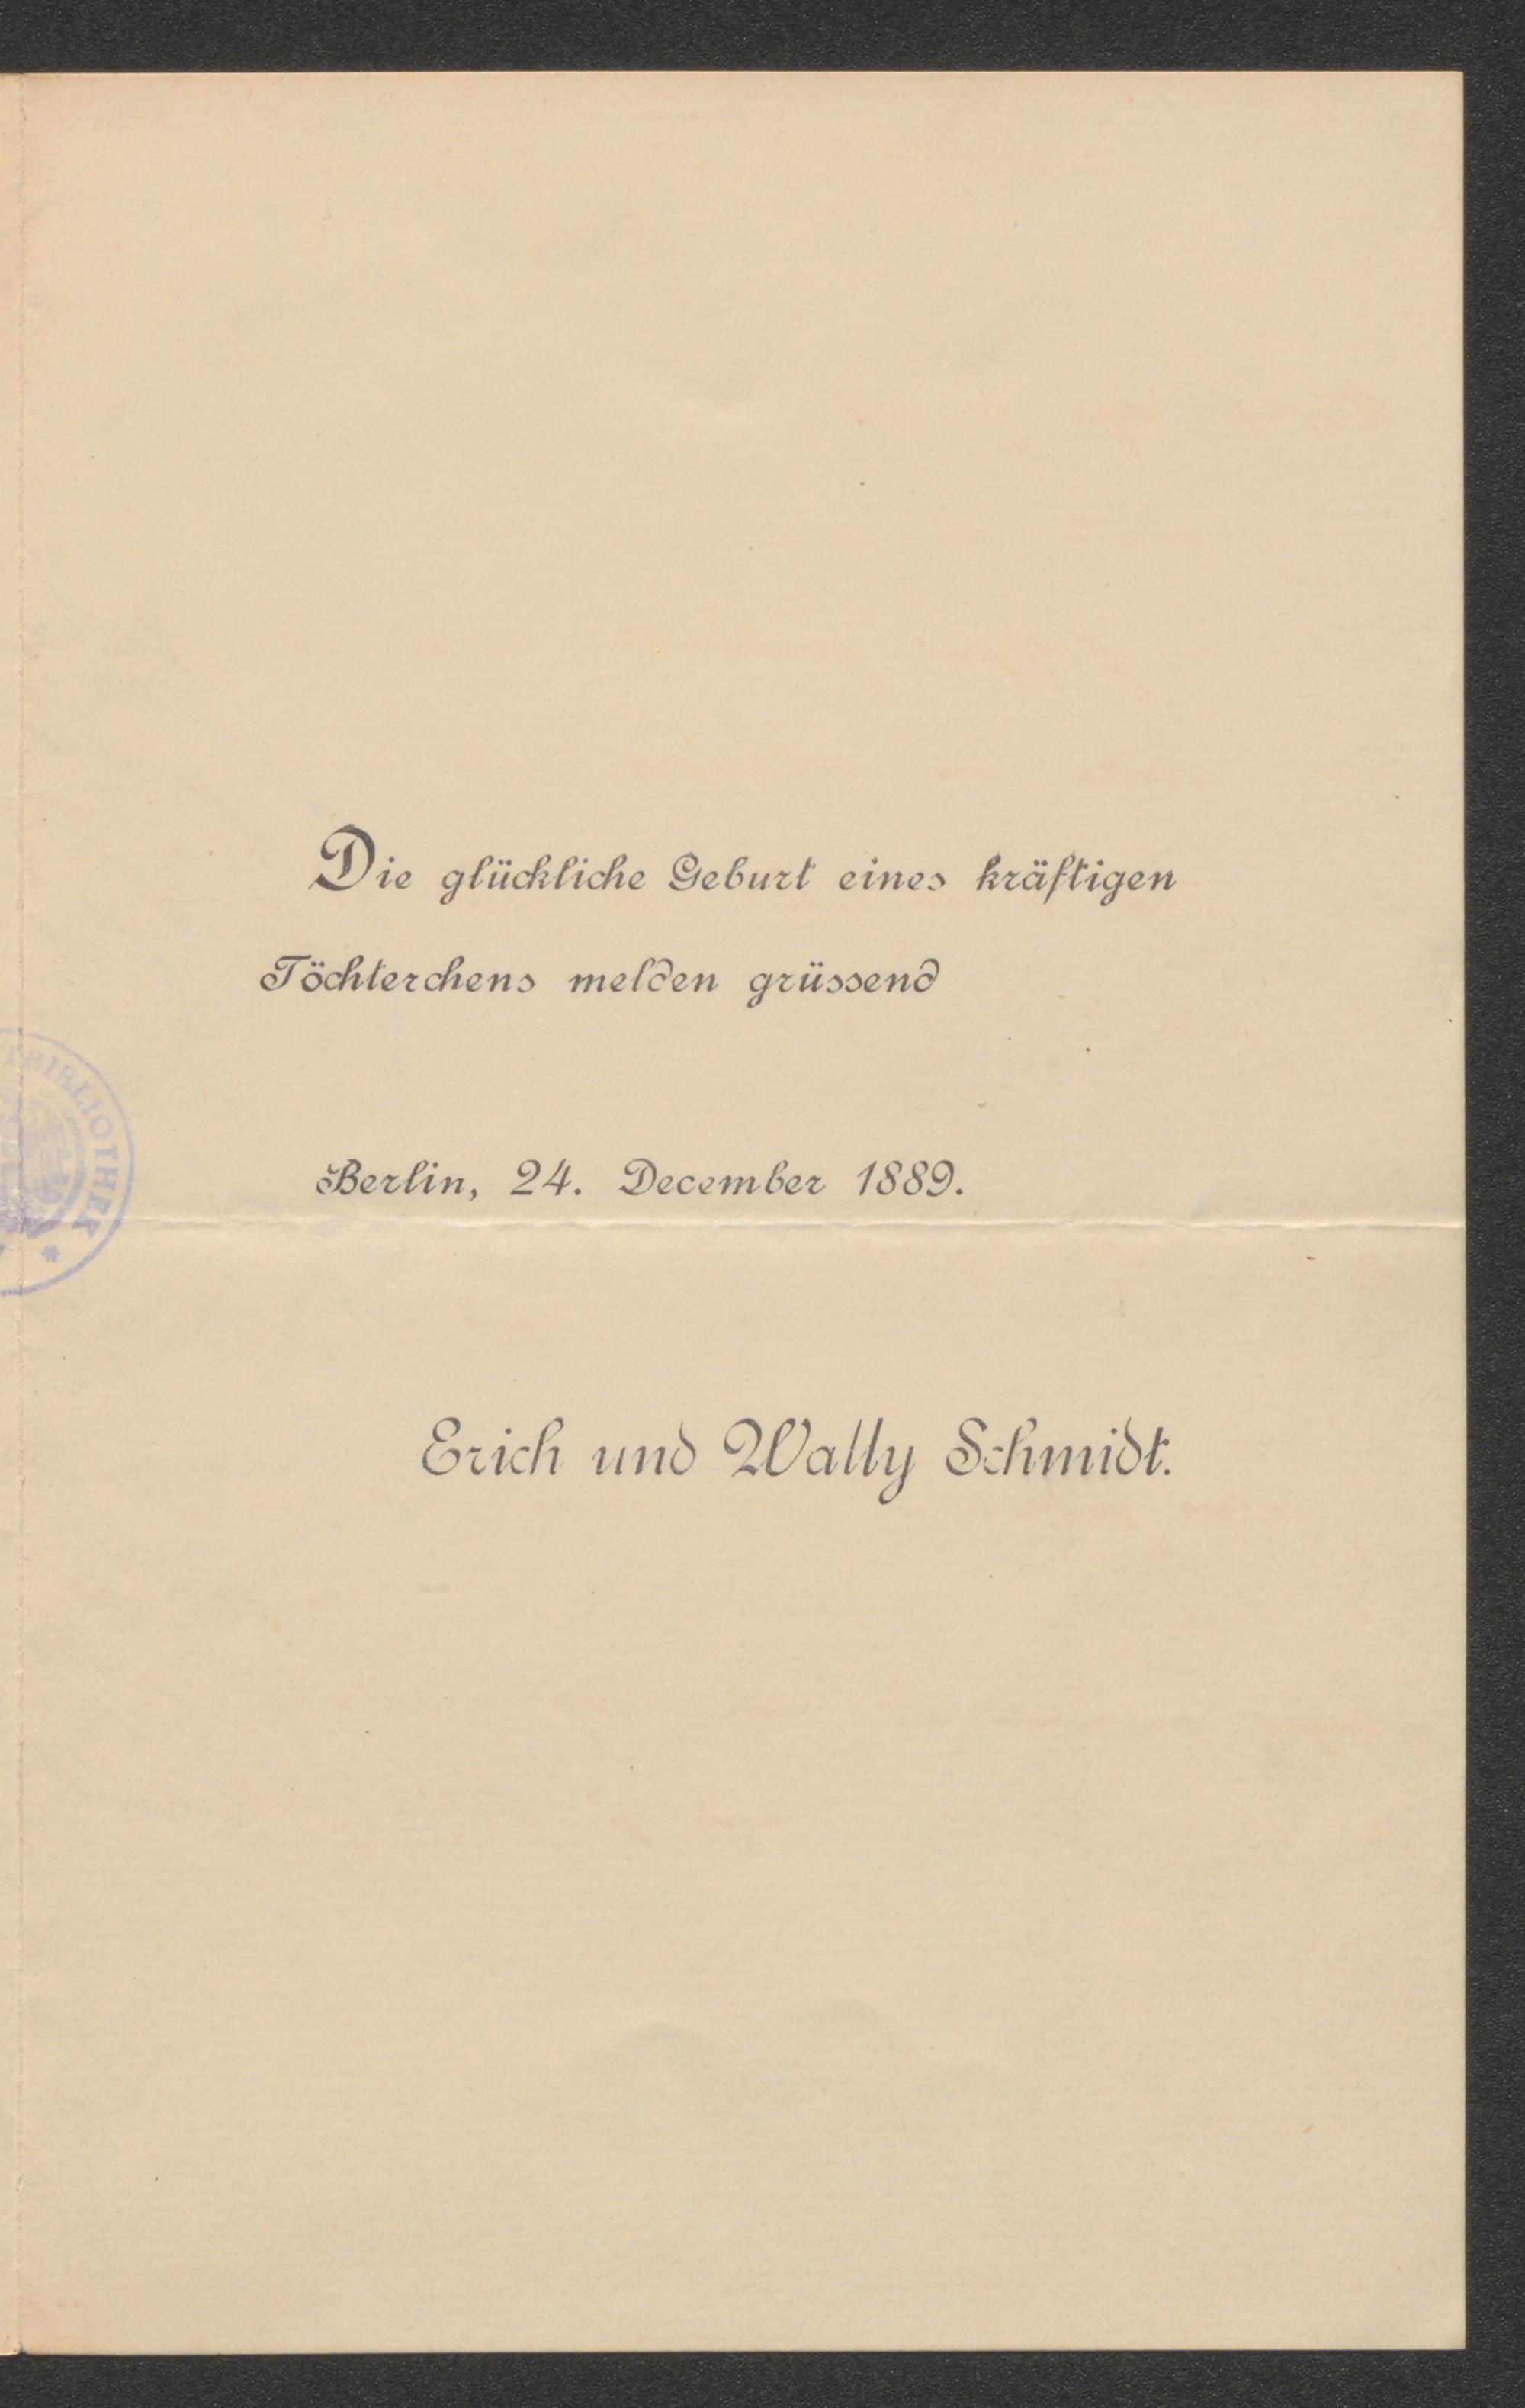 Die glückliche Geburt eines kräftigen
Töchterchens melden grüssend
Berlin, 24. December 1889.
Erich und Wally Schmidt.